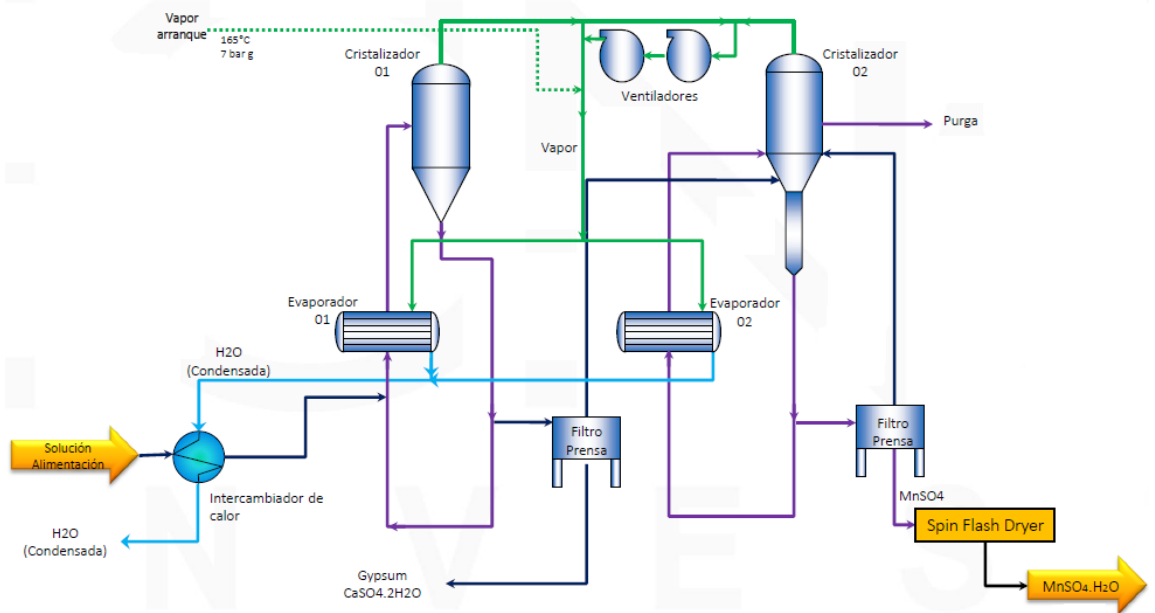 Vapor
arranque
165°C
7 bar g
Cristalizador
01
Ventiladores
Cristalizador
02
Purga
Vapor
Evaporador
01
Evaporador
02
H2O
(Condensada)
Solución
Alimentación
Intercambiador de
calor
H2O
(Condensada)
Filtro
Prensa
Filtro
Prensa
MnSO4
Spin Flash Dryer
Gypsum
CaSO4.2H2O
MnSO4.H2O
N V E S